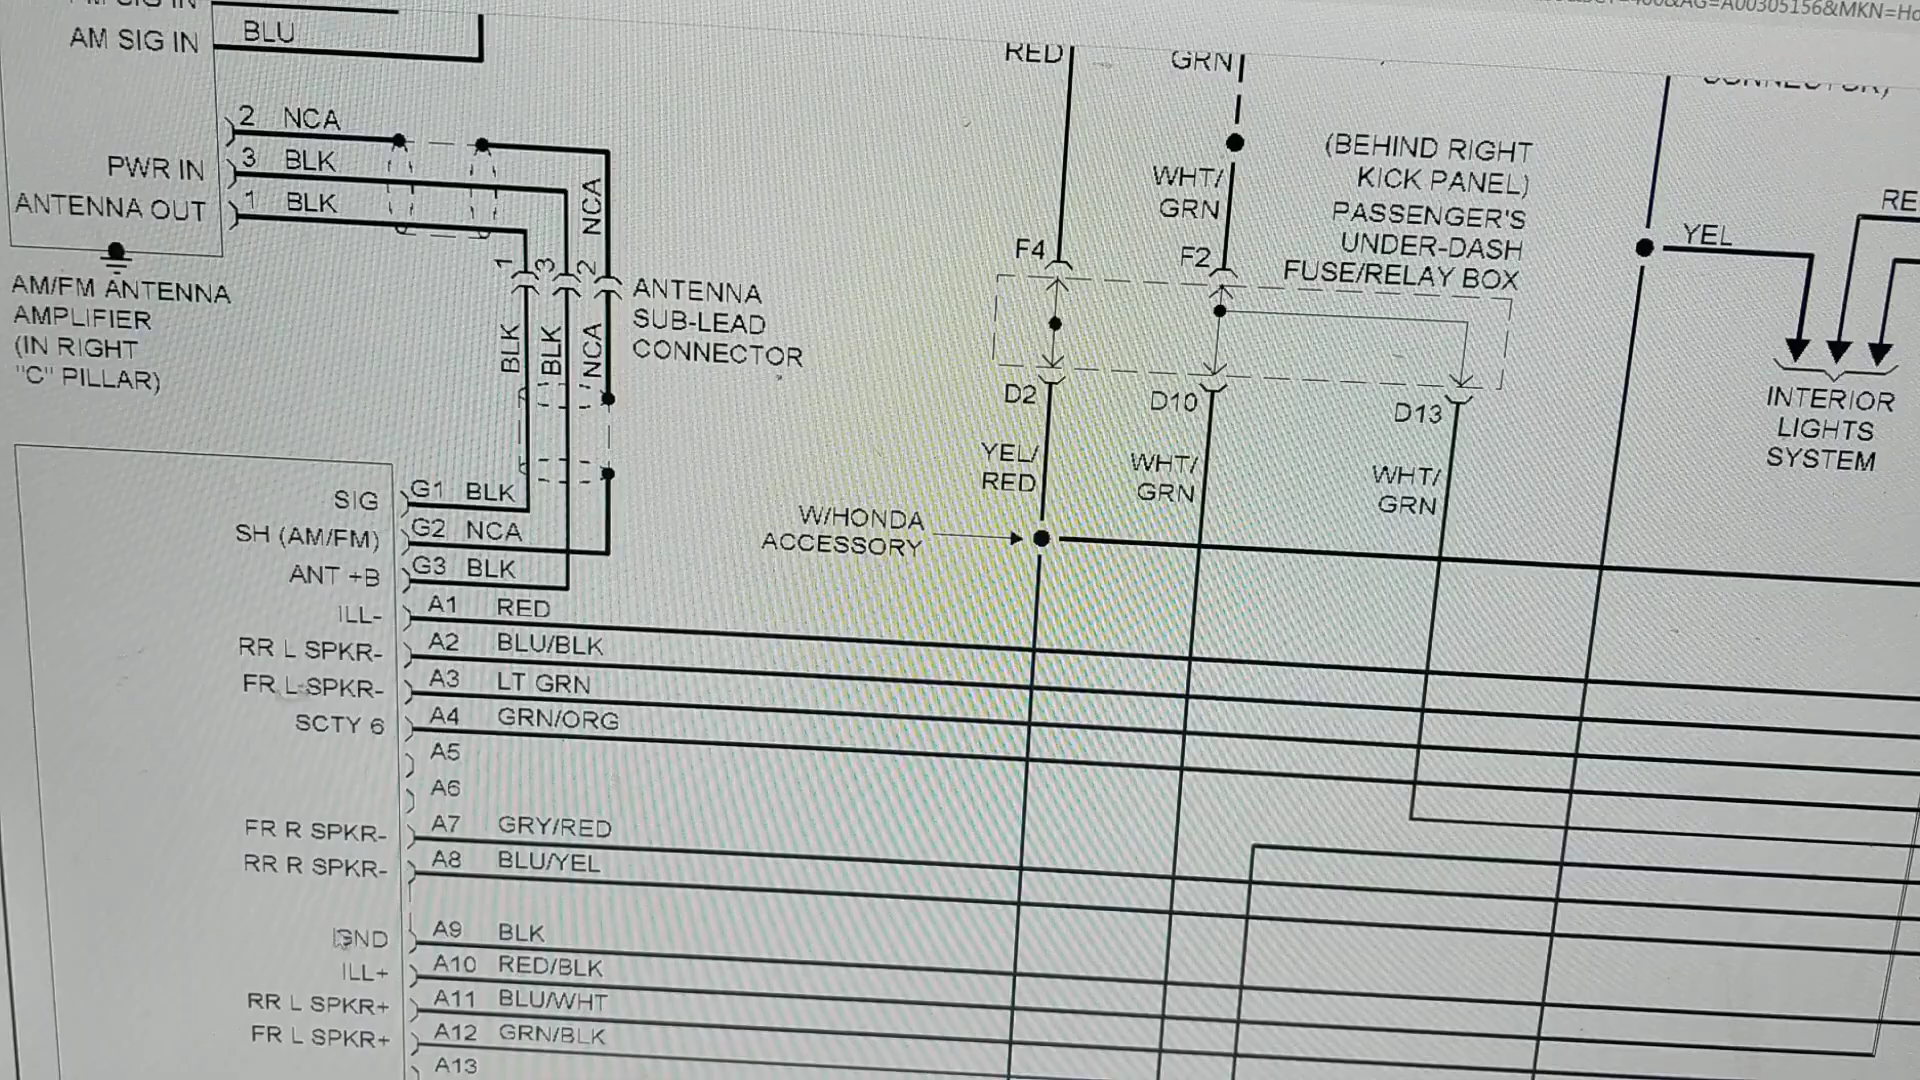 00&AG=A00305156&MKN=Ho
AM SIG IN
BLU
RED
GRN
2 NCA
PWR IN
3 BLK
ANTENNA OUT
1 BLK
NCA
1
3
2
AM/FM ANTENNA
AMPLIFIER
(IN RIGHT
"C" PILLAR)
BLK
BLK
NCA
ANTENNA
SUB-LEAD
CONNECTOR
WHT/
GRN
(BEHIND RIGHT
KICK PANEL)
PASSENGER'S
UNDER-DASH
FUSE/RELAY BOX
F4
F2
D2
D10
D13
YEL/
RED
WHT/
GRN
WHT/
GRN
YEL
RE
INTERIOR
LIGHTS
SYSTEM
W/HONDA
ACCESSORY
SIG G1 BLK
SH (AM/FM) G2 NCA
ANT +B G3 BLK
ILL- A1 RED
RR L SPKR- A2 BLU/BLK
FR L SPKR- A3 LT GRN
SCTY 6 A4 GRN/ORG
A5
A6
FR R SPKR- A7 GRY/RED
RR R SPKR- A8 BLU/YEL
GND A9 BLK
ILL+ A10 RED/BLK
RR L SPKR+ A11 BLU/WHT
FR L SPKR+ A12 GRN/BLK
A13